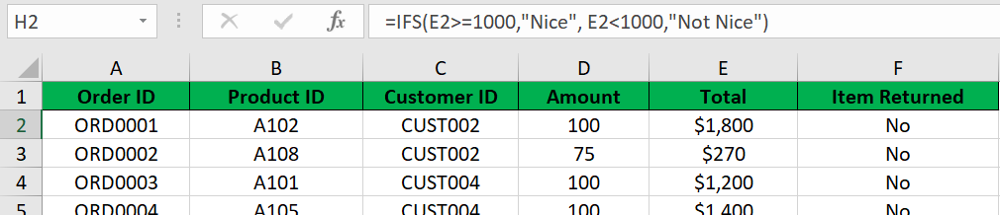 H2 fx =IFS(E2>=1000,"Nice", E2<1000,"Not Nice")
A B C D E F
1 Order ID Product ID Customer ID Amount Total Item Returned
2 ORD0001 A102 CUST002 100 $1,800 No
3 ORD0002 A108 CUST002 75 $270 No
4 ORD0003 A101 CUST004 100 $1,200 No
5 ORD0004 A105 CUST004 100 $1,400 No